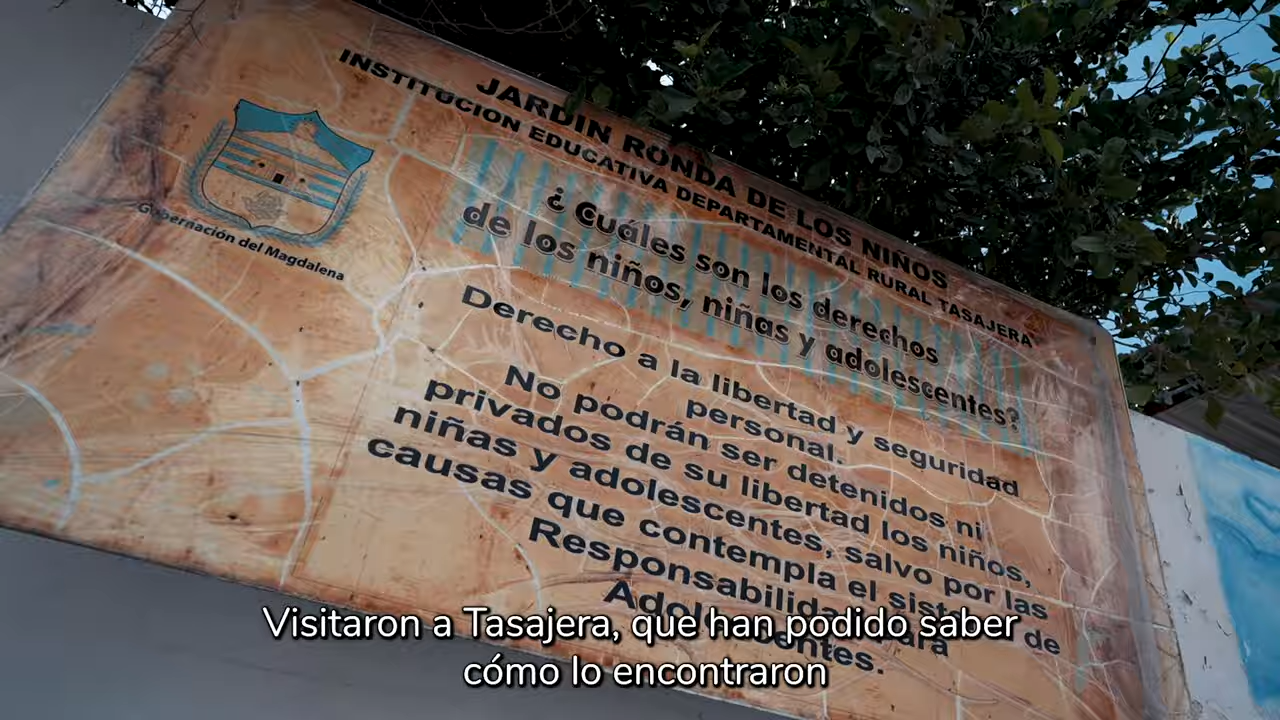 JARDIN RONDA DE LOS NIÑOS
INSTITUCION EDUCATIVA DEPARTAMENTAL RURAL TASAJERA
Gobernación del Magdalena
¿Cuáles son los derechos
de los niños, niñas y adolescentes?
Derecho a la libertad y seguridad
personal.
No podrán ser detenidos ni
privados de su libertad los niños,
niñas y adolescentes, salvo por las
causas que contempla el de
Responsabilidad
Visitaron a Tasajera, que han podido saber
cómo lo encontraron